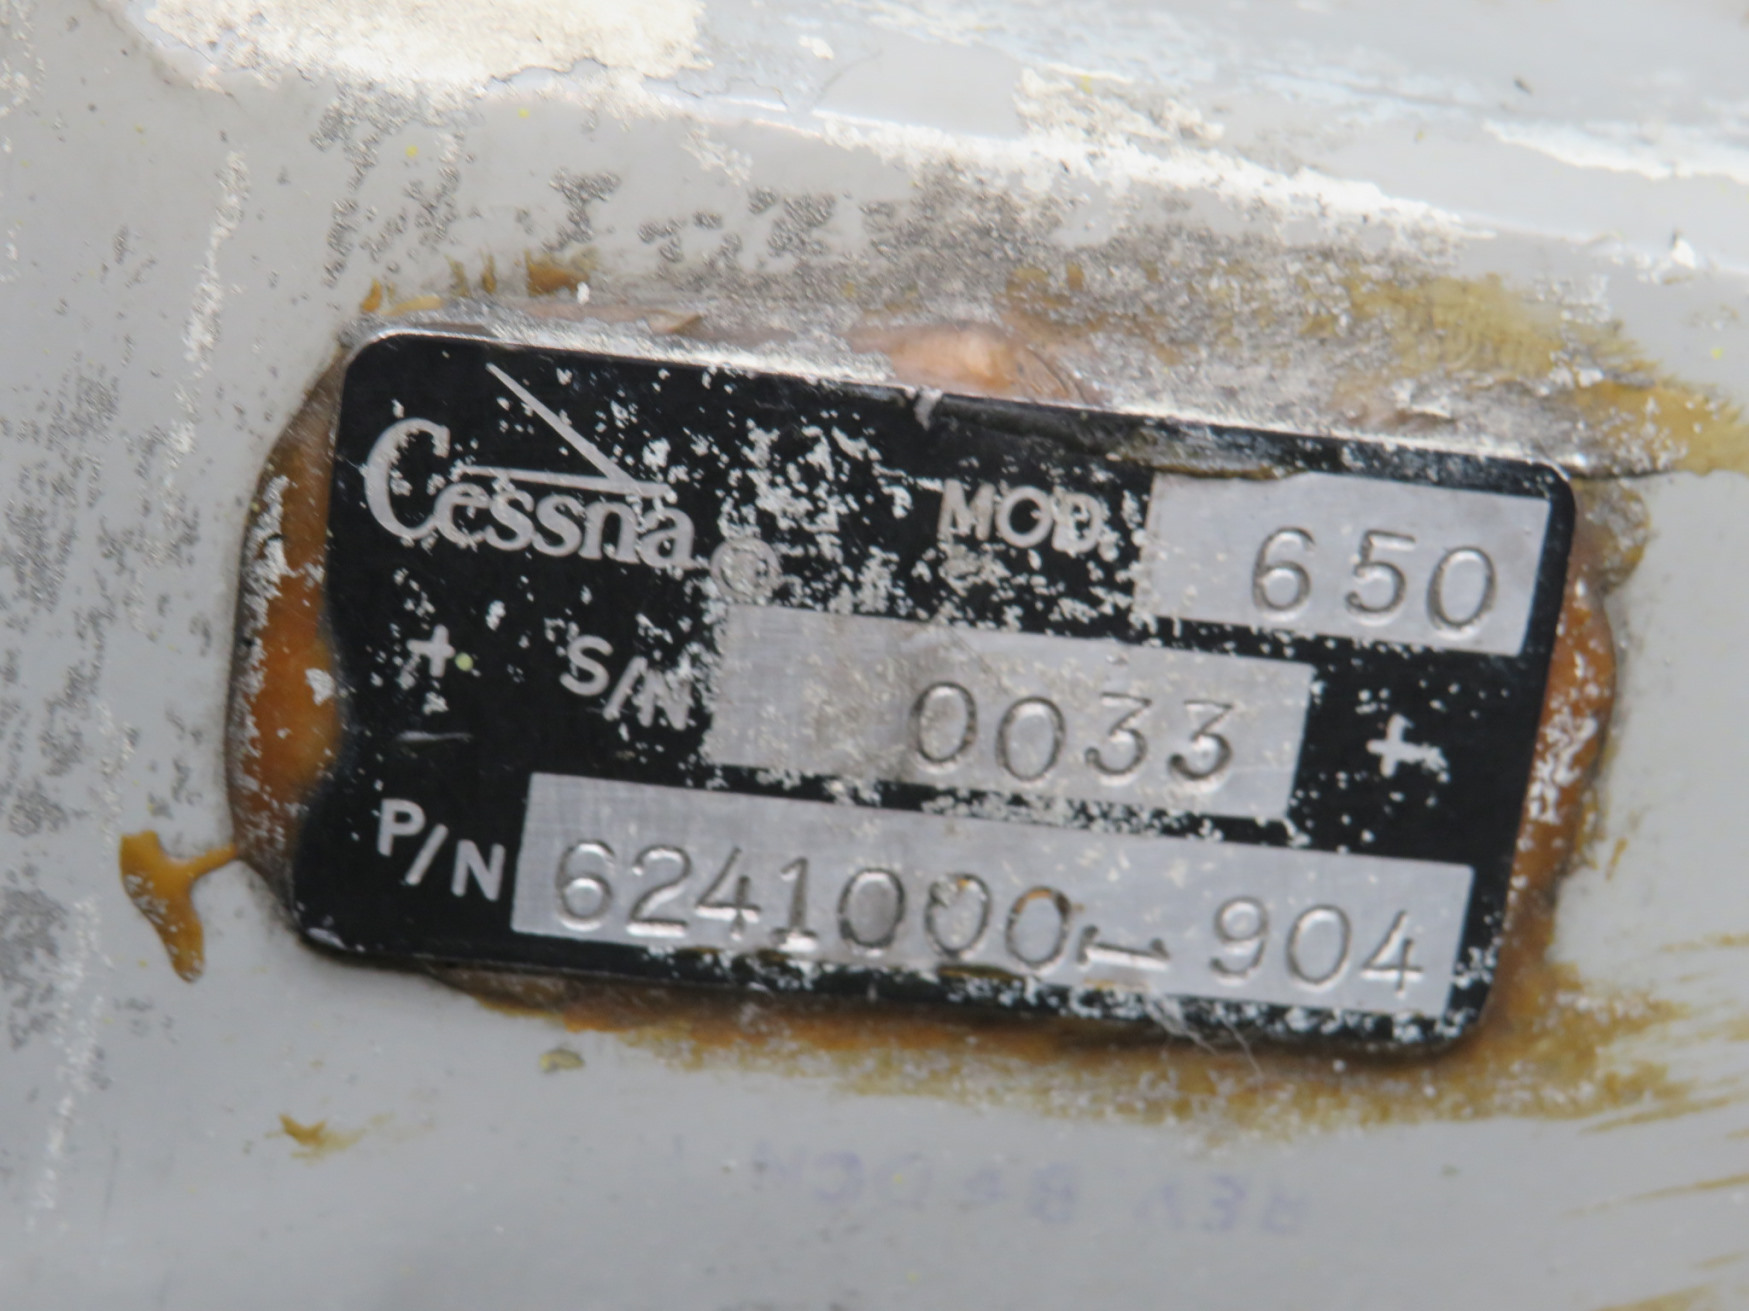 Cessna® MOD. 650
S/N 0033
P/N 6241000-904